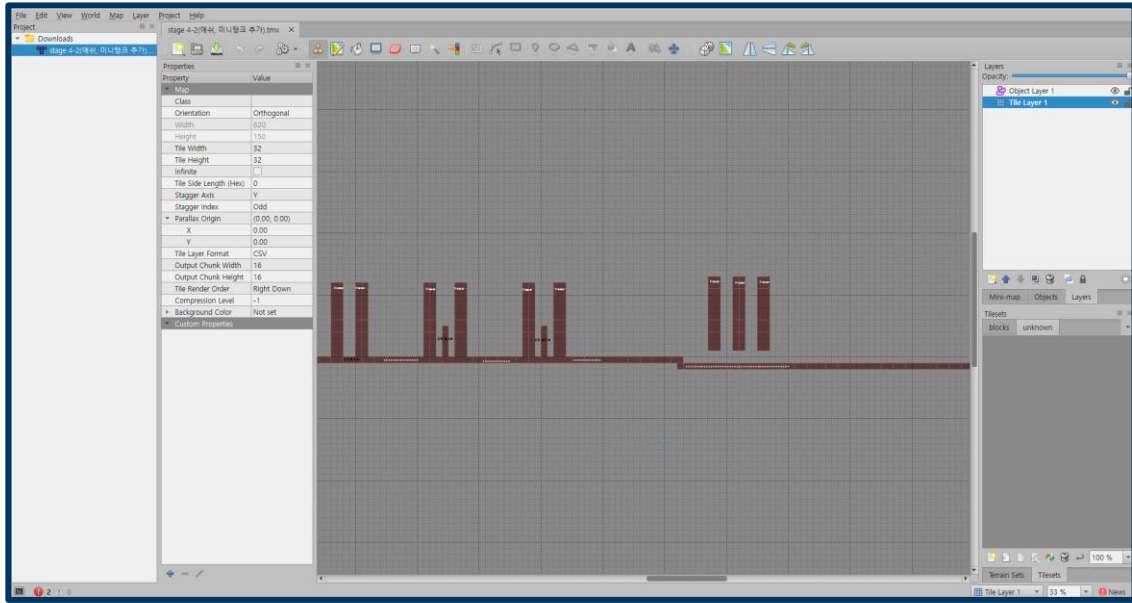 File Edit View World Map Layer Project Help
Project
Downloads
stage 4-2(애쉬, 미니탱크 추가)....
stage 4-2(애쉬, 미니탱크 추가).tmx
Properties
Property Value
Map
Class
Orientation Orthogonal
Width 620
Height 150
Tile Width 32
Tile Height 32
Infinite
Tile Side Length (Hex) 0
Stagger Axis Y
Stagger Index Odd
Parallax Origin (0.00, 0.00)
X 0.00
Y 0.00
Tile Layer Format CSV
Output Chunk Width 16
Output Chunk Height 16
Tile Render Order Right Down
Compression Level -1
Background Color Not set
Custom Properties
Layers
Opacity:
Object Layer 1
Tile Layer 1
Mini-map Objects Layers
Tilesets
blocks unknown
100 %
Terrain Sets Tilesets
2 1 0
Tile Layer 1 33 % News